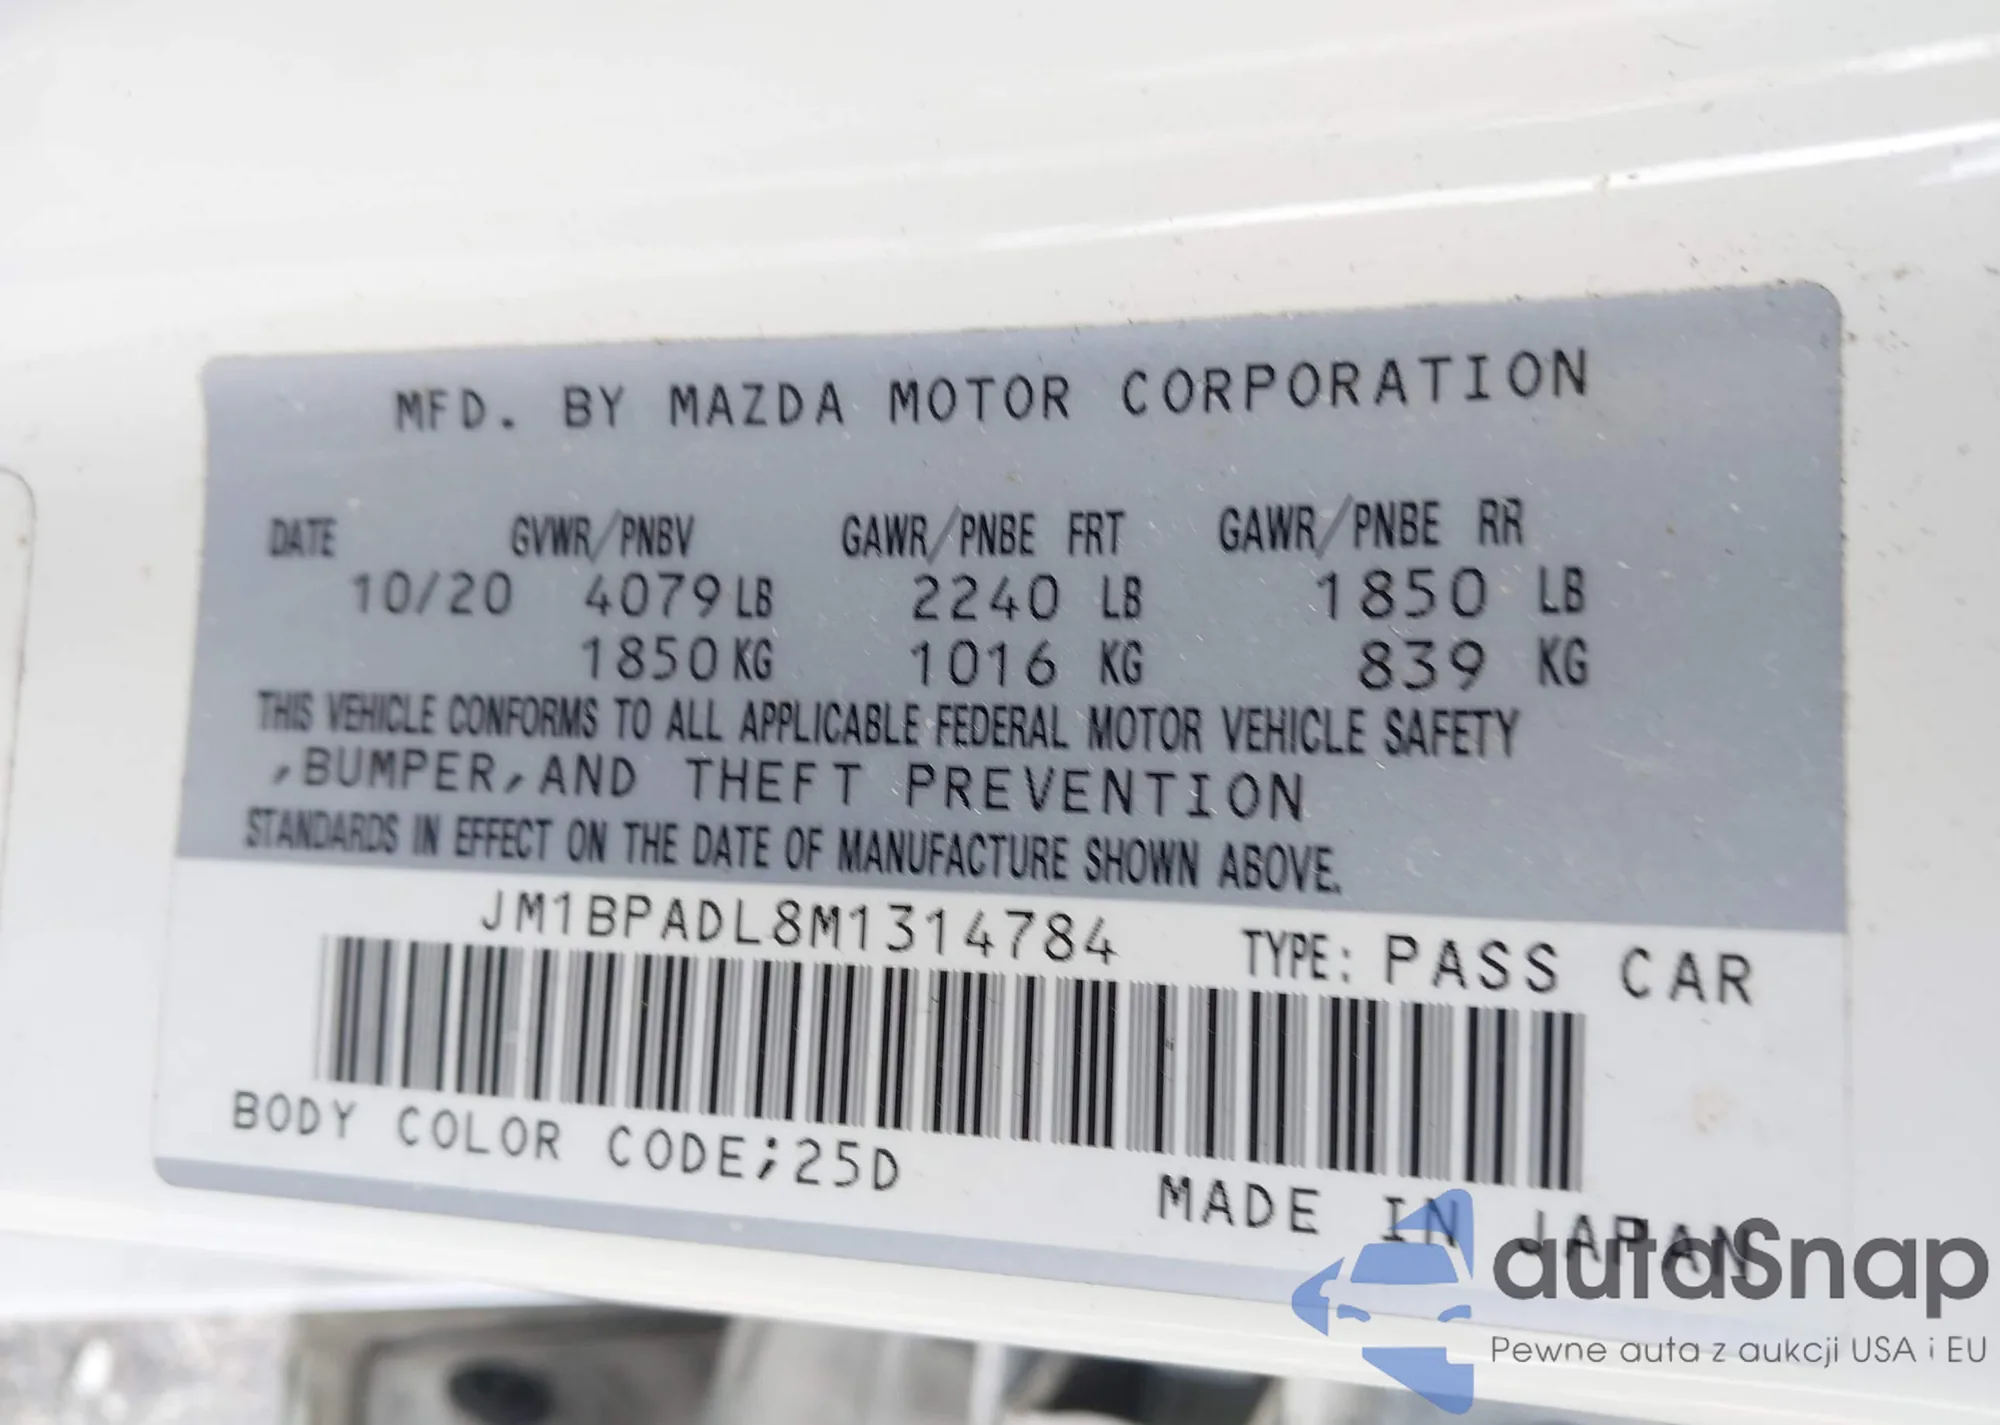 MFD. BY MAZDA MOTOR CORPORATION
DATE GVWR/PNBV GAWR/PNBE FRT GAWR/PNBE RR
10/20 4079 LB 2240 LB 1850 LB
1850 KG 1016 KG 839 KG
THIS VEHICLE CONFORMS TO ALL APPLICABLE FEDERAL MOTOR VEHICLE SAFETY
,BUMPER,AND THEFT PREVENTION
STANDARDS IN EFFECT ON THE DATE OF MANUFACTURE SHOWN ABOVE.
JM1BPADL8M1314784 TYPE: PASS CAR
BODY COLOR CODE;25D
MADE IN JAPAN
autaSnap
Pewne auta z aukcji USA i EU